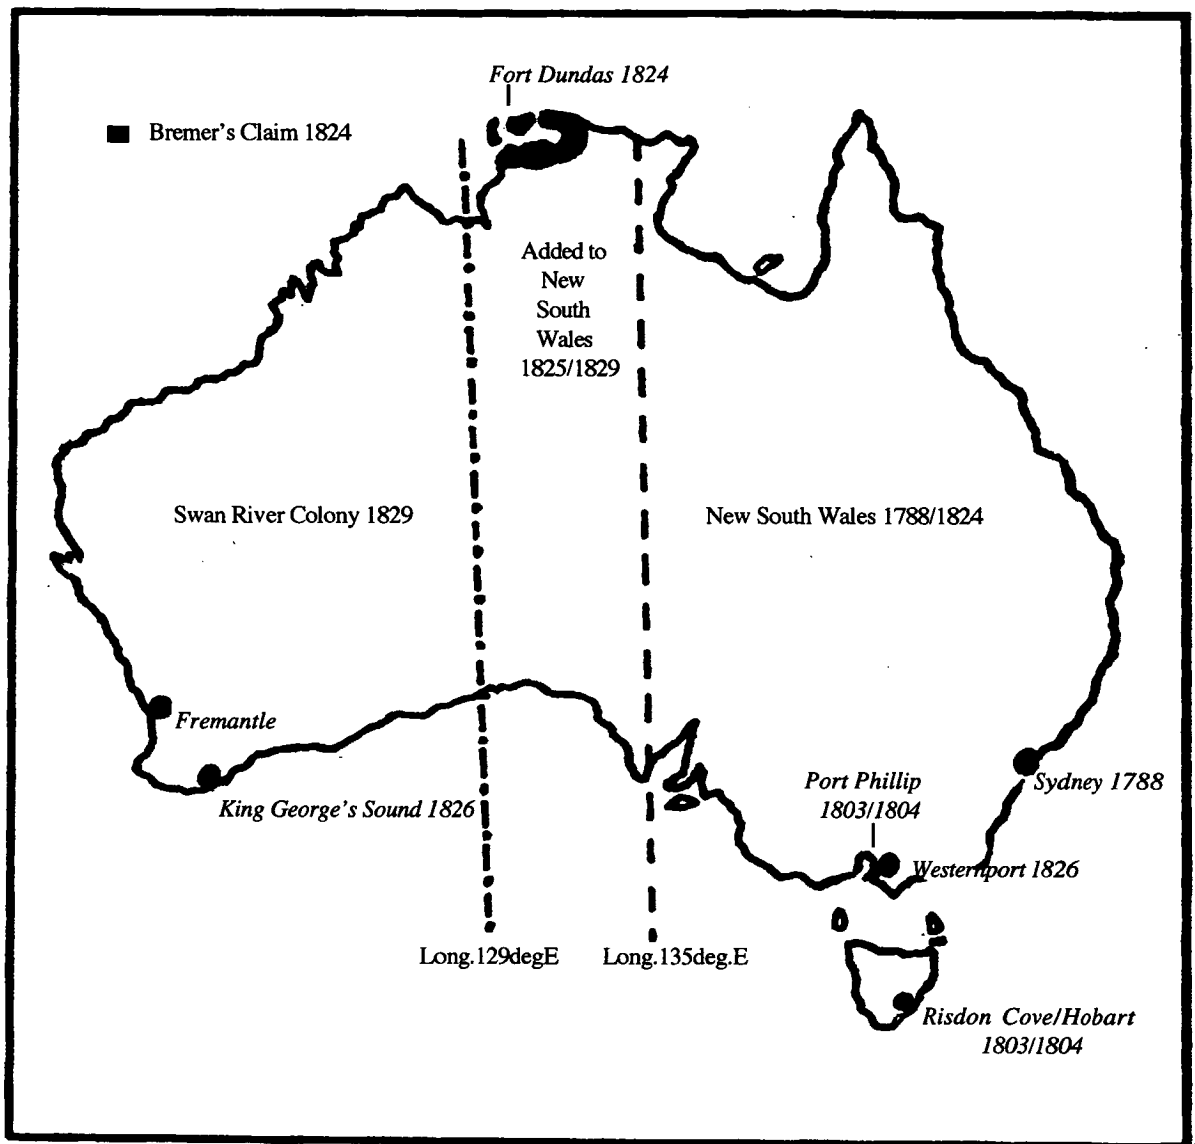 Fort Dundas 1824
Bremer's Claim 1824
Added to
New
South
Wales
1825/1829
Swan River Colony 1829
New South Wales 1788/1824
Fremantle
King George's Sound 1826
Port Phillip
1803/1804
Sydney 1788
Westernport 1826
Long.129degE
Long.135deg.E
Risdon Cove/Hobart
1803/1804